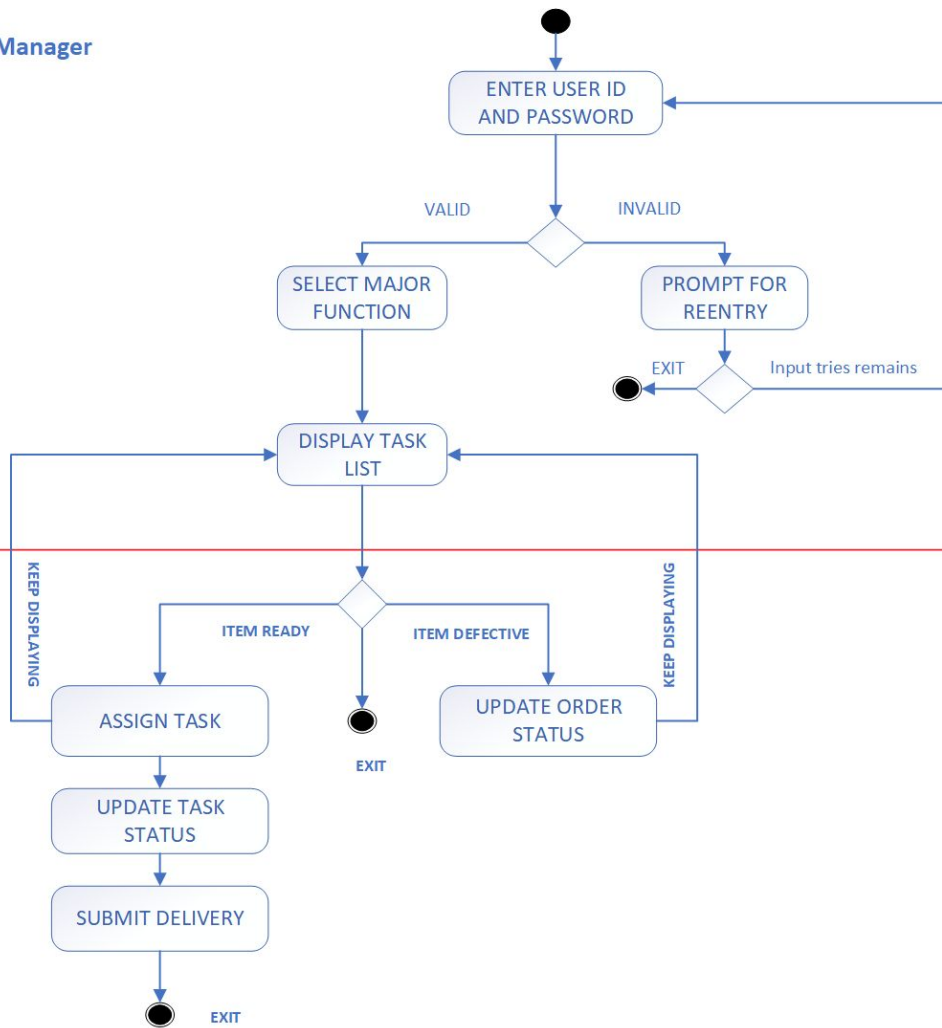 Manager
ENTER USER ID
AND PASSWORD
VALID
INVALID
SELECT MAJOR
FUNCTION
PROMPT FOR
REENTRY
EXIT
Input tries remains
DISPLAY TASK
LIST
KEEP DISPLAYING
KEEP DISPLAYING
ITEM READY
ITEM DEFECTIVE
ASSIGN TASK
UPDATE ORDER
STATUS
EXIT
UPDATE TASK
STATUS
SUBMIT DELIVERY
EXIT